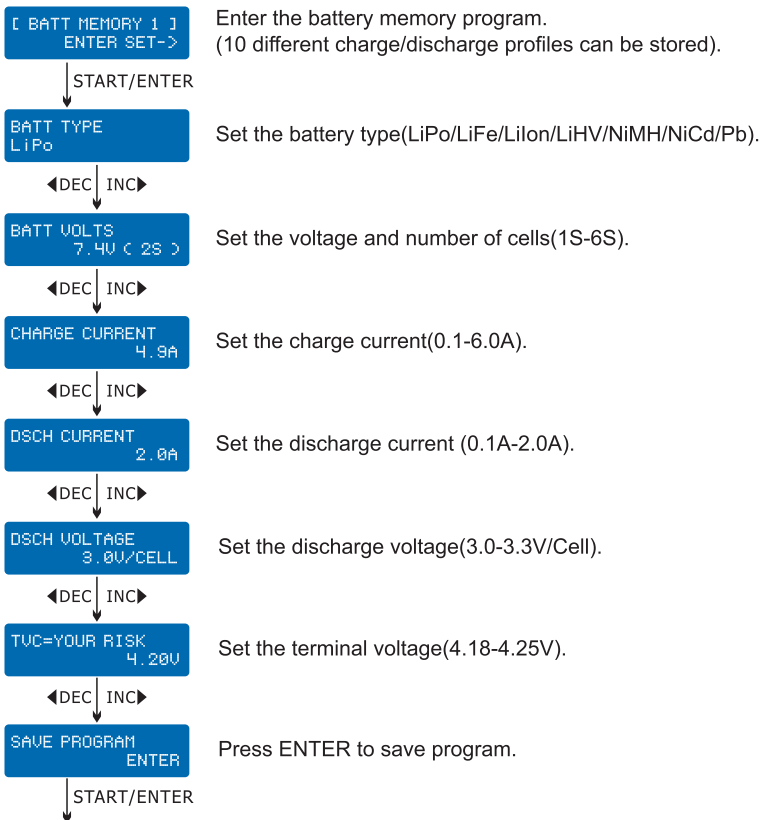 [ BATT MEMORY 1 ]
ENTER SET->
Enter the battery memory program.
(10 different charge/discharge profiles can be stored).
START/ENTER
BATT TYPE
LiPo
Set the battery type(LiPo/LiFe/LiIon/LiHV/NiMH/NiCd/Pb).
◀DEC INC▶
BATT VOLTS
7.4V ( 2S )
Set the voltage and number of cells(1S-6S).
◀DEC INC▶
CHARGE CURRENT
4.9A
Set the charge current(0.1-6.0A).
◀DEC INC▶
DSCH CURRENT
2.0A
Set the discharge current (0.1A-2.0A).
◀DEC INC▶
DSCH VOLTAGE
3.0V/CELL
Set the discharge voltage(3.0-3.3V/Cell).
◀DEC INC▶
TVC=YOUR RISK
4.20V
Set the terminal voltage(4.18-4.25V).
◀DEC INC▶
SAVE PROGRAM
ENTER
Press ENTER to save program.
START/ENTER